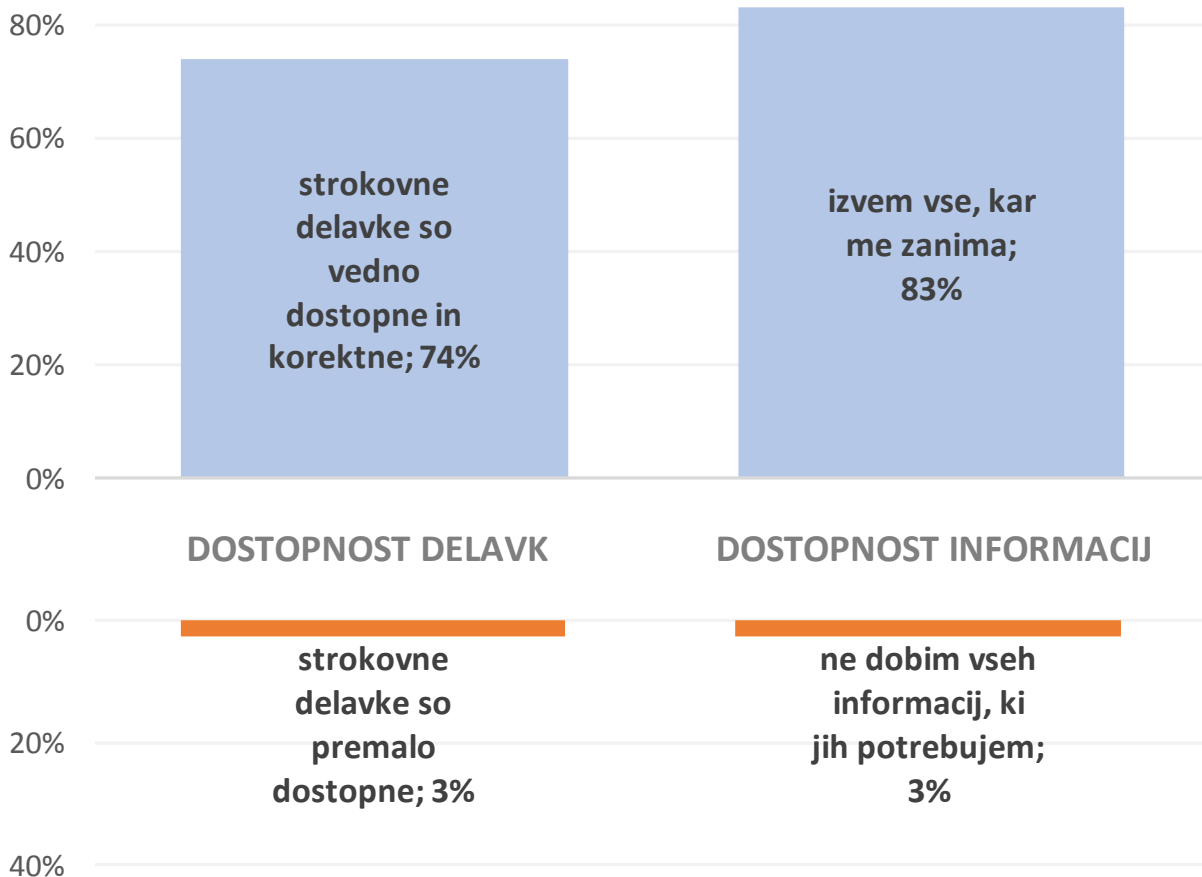 80%
60%
40%
20%
0%
strokovne
delavke so
vedno
dostopne in
korektne; 74%
izvem vse, kar
me zanima;
83%
DOSTOPNOST DELAVK
DOSTOPNOST INFORMACIJ
0%
20%
40%
strokovne
delavke so
premalo
dostopne; 3%
ne dobim vseh
informacij, ki
jih potrebujem;
3%